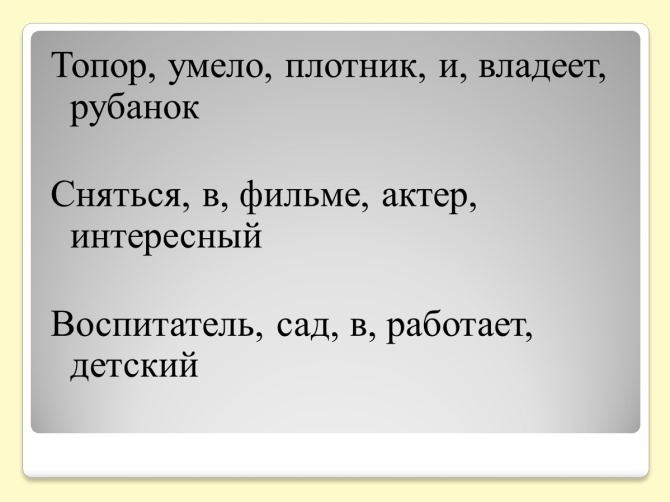 Топор, умело, плотник, и, владеет,
рубанок
Сняться, в, фильме, актер,
интересный
Воспитатель, сад, в, работает,
детский